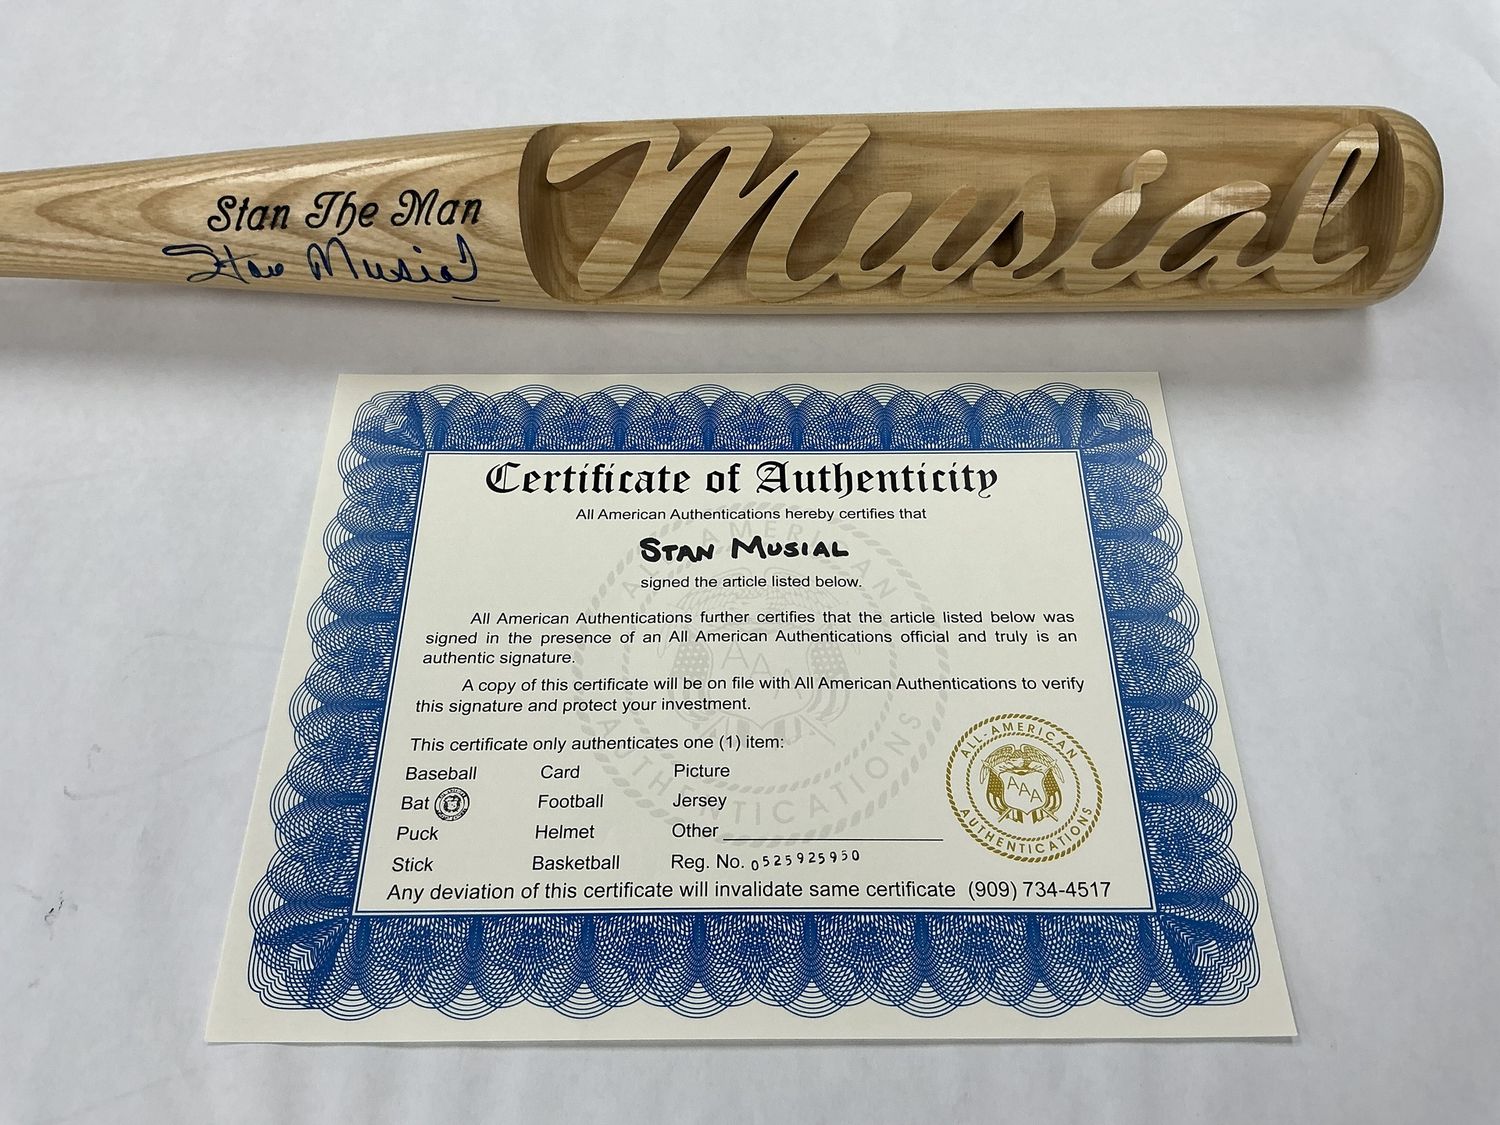 Stan The Man
Stan Musial
Musial
Certificate of Authenticity
All American Authentications hereby certifies that
STAN MUSIAL
signed the article listed below.
All American Authentications further certifies that the article listed below was
signed in the presence of an All American Authentications official and truly is an
authentic signature.
A copy of this certificate will be on file with All American Authentications to verify
this signature and protect your investment.
This certificate only authenticates one (1) item:
Baseball Card Picture
Bat Football Jersey
Puck Helmet Other
Stick Basketball Reg. No. 0525925950
Any deviation of this certificate will invalidate same certificate (909) 734-4517
ALL-AMERICAN
AAA
AUTHENTICATIONS
ALL-AMERICAN
AAA
AUTHENTICATIONS